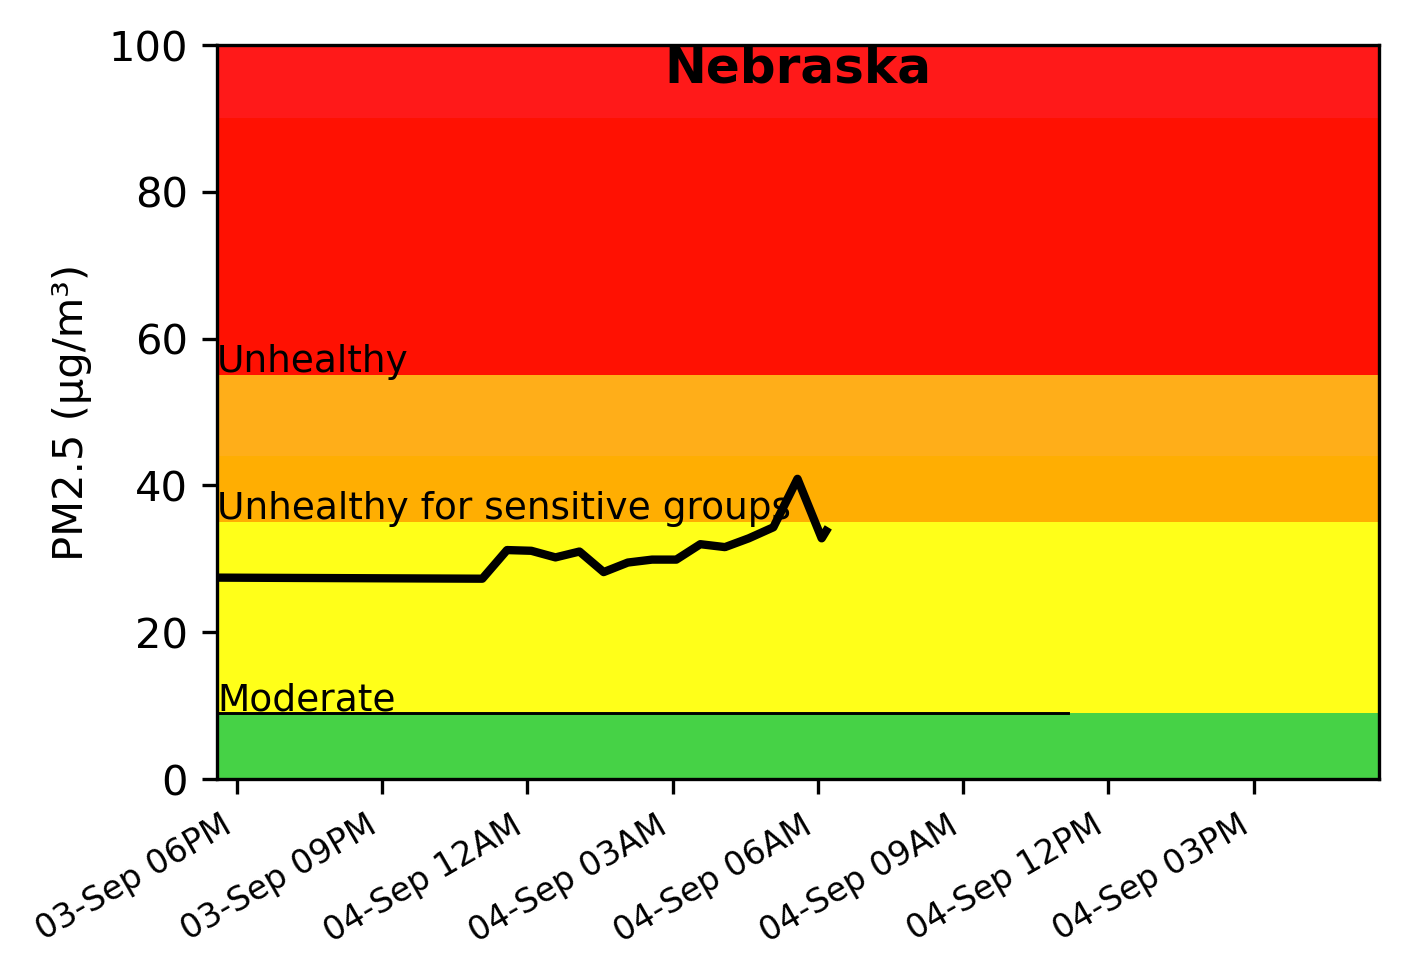 Nebraska
PM2.5 (µg/m³)
100
80
60
40
20
0
Unhealthy
Unhealthy for sensitive groups
Moderate
03-Sep 06PM
03-Sep 09PM
04-Sep 12AM
04-Sep 03AM
04-Sep 06AM
04-Sep 09AM
04-Sep 12PM
04-Sep 03PM